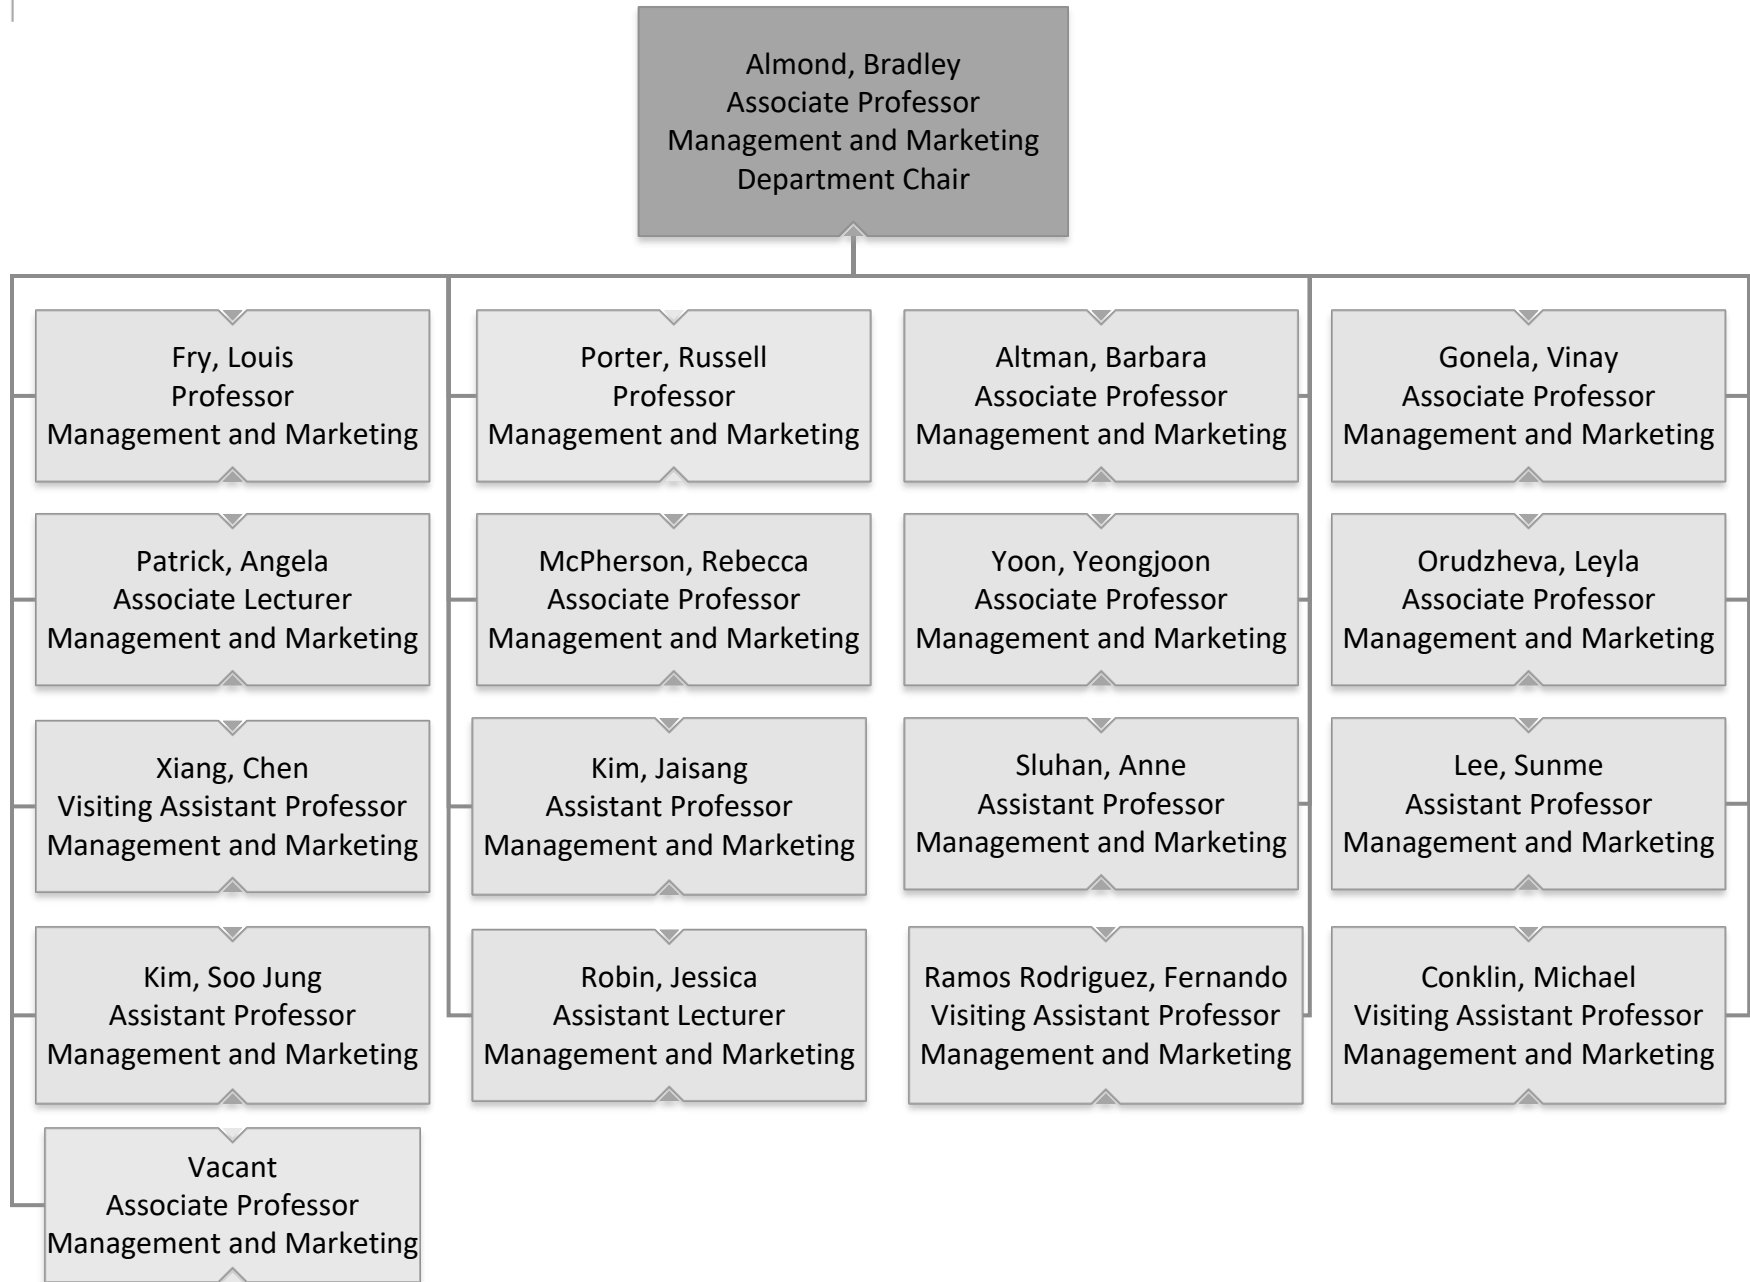 Almond, Bradley
Associate Professor
Management and Marketing
Department Chair
Fry, Louis
Professor
Management and Marketing
Porter, Russell
Professor
Management and Marketing
Altman, Barbara
Associate Professor
Management and Marketing
Gonela, Vinay
Associate Professor
Management and Marketing
Patrick, Angela
Associate Lecturer
Management and Marketing
McPherson, Rebecca
Associate Professor
Management and Marketing
Yoon, Yeongjoon
Associate Professor
Management and Marketing
Orudzheva, Leyla
Associate Professor
Management and Marketing
Xiang, Chen
Visiting Assistant Professor
Management and Marketing
Kim, Jaisang
Assistant Professor
Management and Marketing
Sluhan, Anne
Assistant Professor
Management and Marketing
Lee, Sunme
Assistant Professor
Management and Marketing
Kim, Soo Jung
Assistant Professor
Management and Marketing
Robin, Jessica
Assistant Lecturer
Management and Marketing
Ramos Rodriguez, Fernando
Visiting Assistant Professor
Management and Marketing
Conklin, Michael
Visiting Assistant Professor
Management and Marketing
Vacant
Associate Professor
Management and Marketing